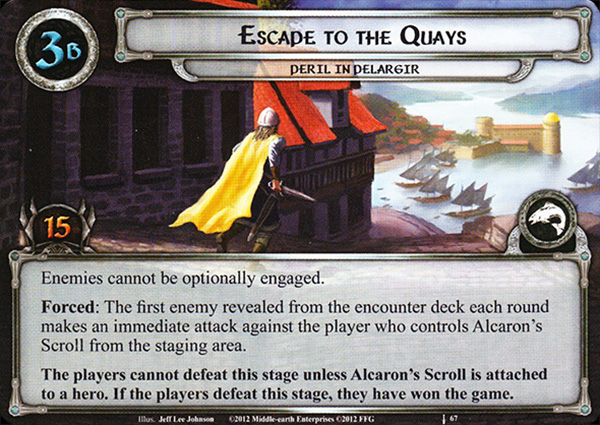 3B
Escape to the Quays
Peril in Pelargir
15
Enemies cannot be optionally engaged.
Forced: The first enemy revealed from the encounter deck each round
makes an immediate attack against the player who controls Alcaron's
Scroll from the staging area.
The players cannot defeat this stage unless Alcaron's Scroll is attached
to a hero. If the players defeat this stage, they have won the game.
Illus. Jeff Lee Johnson ©2012 Middle-earth Enterprises ©2012 FFG 67